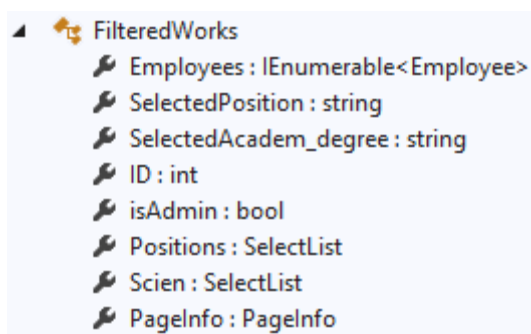 FilteredWorks
Employees : IEnumerable<Employee>
SelectedPosition : string
SelectedAcadem_degree : string
ID : int
isAdmin : bool
Positions : SelectList
Scien : SelectList
PageInfo : PageInfo